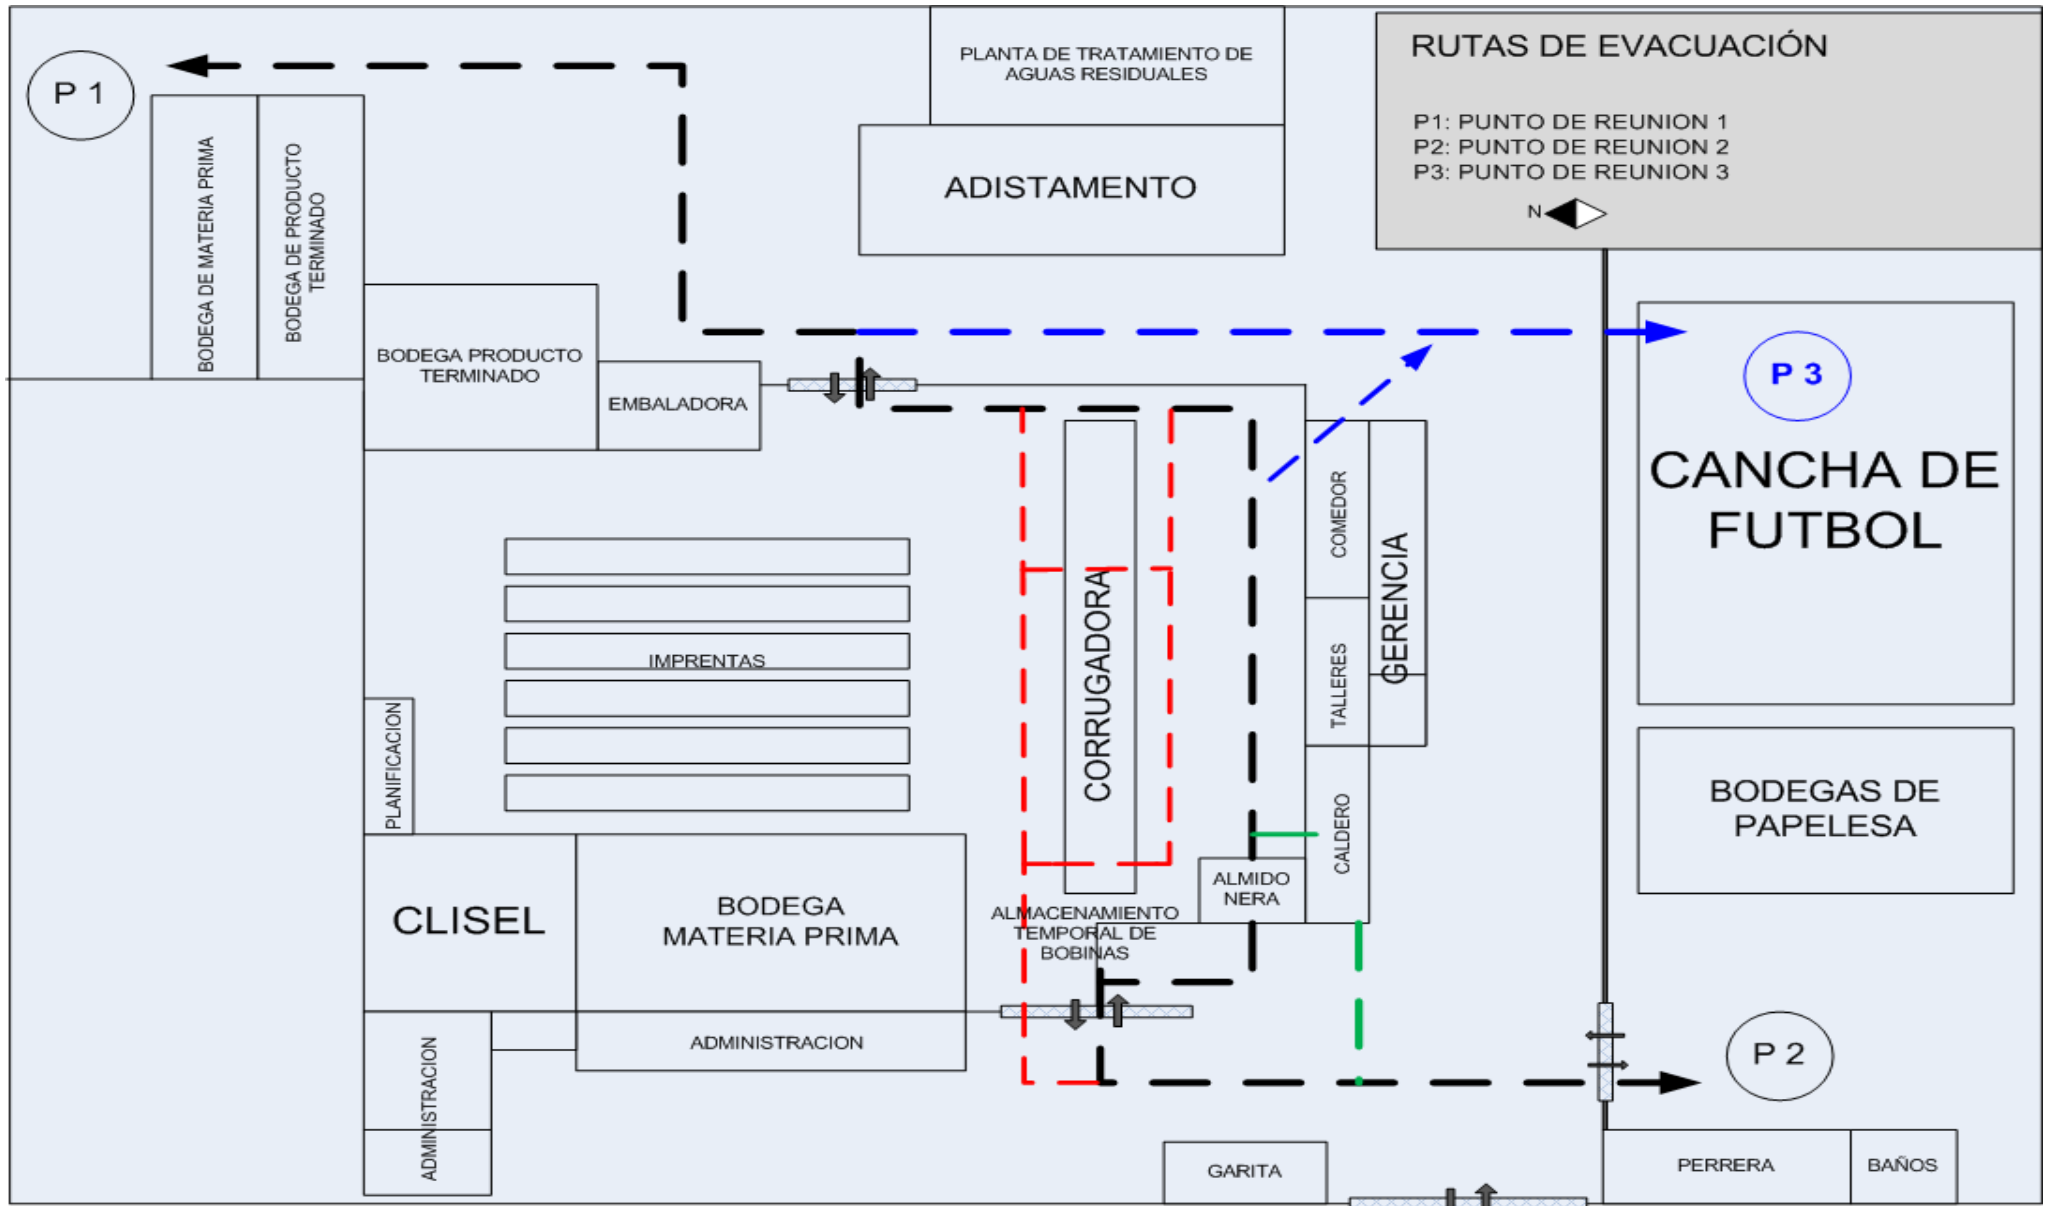 P 1
PLANTA DE TRATAMIENTO DE
AGUAS RESIDUALES
ADISTAMENTO
RUTAS DE EVACUACIÓN
P1: PUNTO DE REUNION 1
P2: PUNTO DE REUNION 2
P3: PUNTO DE REUNION 3
N
BODEGA DE MATERIA PRIMA
BODEGA DE PRODUCTO
TERMINADO
BODEGA PRODUCTO
TERMINADO
EMBALADORA
P 3
CANCHA DE
FUTBOL
COMEDOR
GERENCIA
IMPRENTAS
CORRUGADORA
TALLERES
PLANIFICACION
CALDERO
BODEGAS DE
PAPELESA
ALMIDO
NERA
CLISEL
BODEGA
MATERIA PRIMA
ALMACENAMIENTO
TEMPORAL DE
BOBINAS
ADMINISTRACION
ADMINISTRACION
P 2
GARITA
PERRERA
BAÑOS